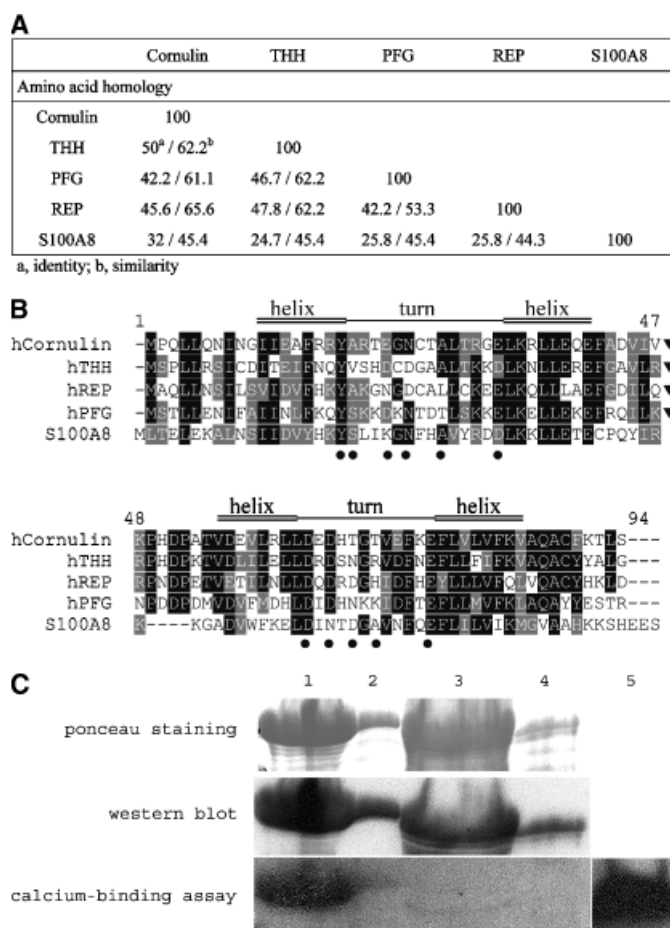 A
Cornulin THH PFG REP S100A8
Amino acid homology
Cornulin 100
THH 50a / 62.2b 100
PFG 42.2 / 61.1 46.7 / 62.2 100
REP 45.6 / 65.6 47.8 / 62.2 42.2 / 53.3 100
S100A8 32 / 45.4 24.7 / 45.4 25.8 / 45.4 25.8 / 44.3 100
a, identity; b, similarity
B
helix turn helix
1 47
hCornulin -MPQLLQNINGIIEAFRRYARTEGNCTALTRGELKRLLEQEFADVIV
hTHH -MSPLLRSICDITEIFNQYVSHDCDGAALTKKDLKNLLEREFGAVLR
hREP -MAQLLNSILSVIDVFHKYAKGNGDCALLCKEELKQLLLAEFGDILQ
hPFG -MSTLLENIFAIINLFKQYSKKDKNTDTLSKKELKELLEKEFRQILK
S100A8 MLTELEKALNSIIDVYHKYSLIKGNFHAVYRDDLKKLLETECPQYIR
helix turn helix
48 94
hCornulin KPHDPATVDEVLRLLDEDHTGTVEFKEFLVLVFKVAQACFKTLS---
hTHH RPHDPKTVDLILELLDRDSNGRVDFNEFLLFIFKVAQACYYALG---
hREP RPNDPETVETILNLLDQDRDGHIDFHEYLLLVFQLVQACYHKLD---
hPFG NPDDPDMVDVFMDHLDIDHNKKIDFTEFLLMVFKLAQAYYESTR---
S100A8 K----KGADVWFKELDINTDGAVNFQEFLILVIKMGVAAHKKSHEES
C
1 2 3 4 5
ponceau staining
western blot
calcium-binding assay